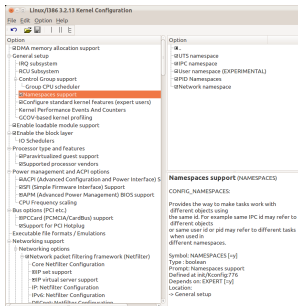 Linux/i386 3.2.13 Kernel Configuration
File Edit Option Help
Option
DMA memory allocation support
General setup
IRQ subsystem
RCU Subsystem
Control Group support
Group CPU scheduler
Namespaces support
Configure standard kernel features (expert users)
Kernel Performance Events And Counters
GCOV-based kernel profiling
Enable loadable module support
Enable the block layer
IO Schedulers
Processor type and features
Paravirtualized guest support
Supported processor vendors
Power management and ACPI options
ACPI (Advanced Configuration and Power Interface) S
SFI (Simple Firmware Interface) Support
APM (Advanced Power Management) BIOS support
CPU Frequency scaling
Bus options (PCI etc.)
PCCard (PCMCIA/CardBus) support
Support for PCI Hotplug
Executable file formats / Emulations
Networking support
Networking options
Network packet filtering framework (Netfilter)
Core Netfilter Configuration
IP set support
IP virtual server support
IP: Netfilter Configuration
IPv6: Netfilter Configuration
Option
..
UTS namespace
IPC namespace
User namespace (EXPERIMENTAL)
PID Namespaces
Network namespace
Namespaces support (NAMESPACES)
CONFIG_NAMESPACES:
Provides the way to make tasks work with
different objects using
the same id. For example same IPC id may refer to
different objects
or same user id or pid may refer to different tasks
when used in
different namespaces.
Symbol: NAMESPACES [=y]
Type : boolean
Prompt: Namespaces support
Defined at init/Kconfig:776
Depends on: EXPERT [=y]
Location:
-> General setup